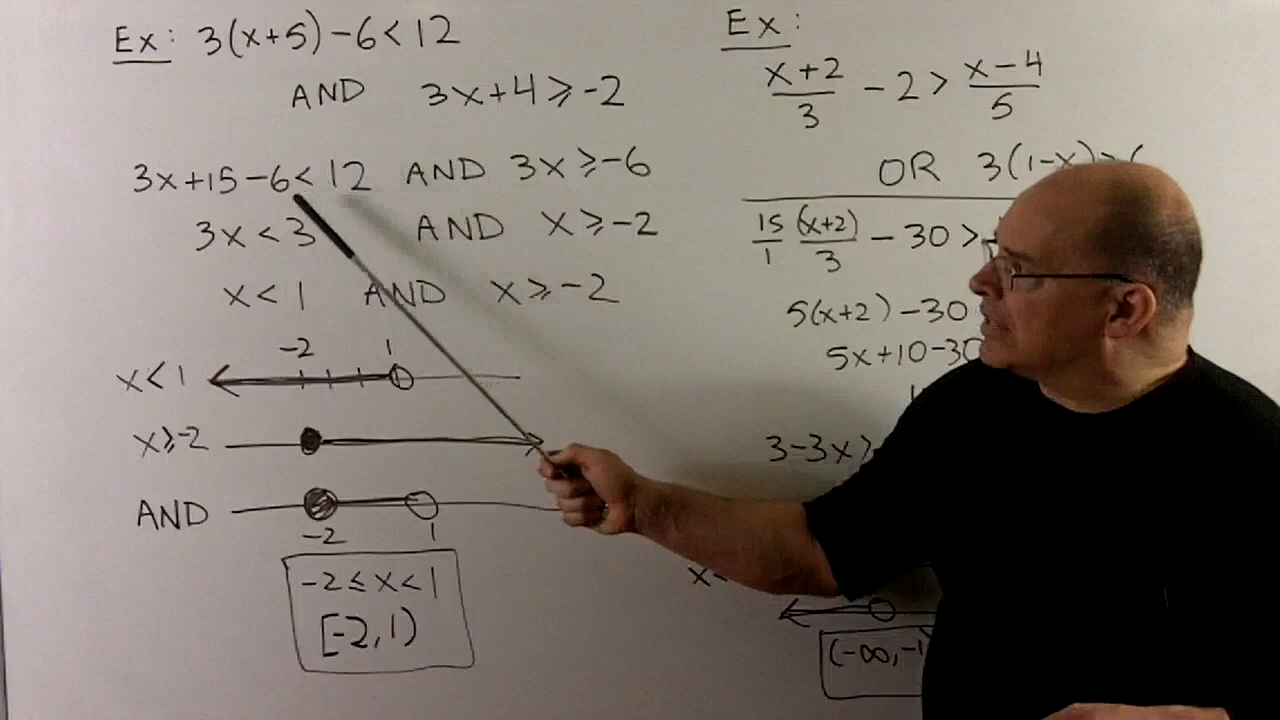 Ex: 3(x+5)-6<12
AND 3x+4≥-2
3x+15-6<12 AND 3x≥-6
3x<3 AND x≥-2
x<1 AND x≥-2
-2 1
x<1
x≥-2
AND
-2 1
-2≤x<1
[-2,1)
Ex:
(x+2)/3 - 2 > (x-4)/5
OR 3(1-x)
15/1 (x+2)/3 - 30 >
5(x+2)-30
5x+10-30
3-3x≥
x
(-∞,-1